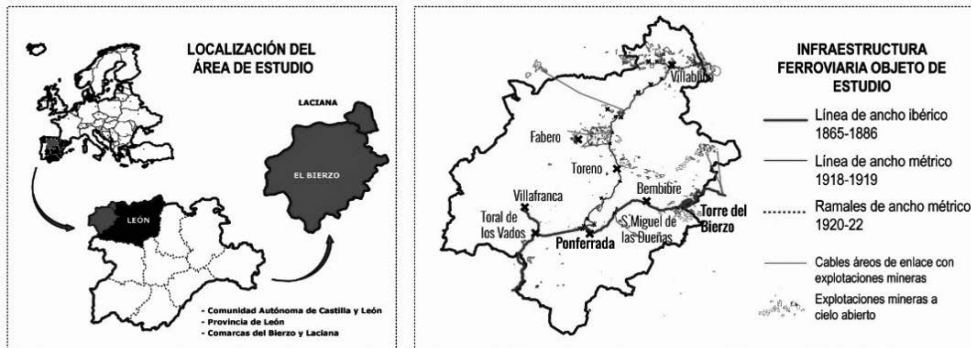 LOCALIZACIÓN DEL
ÁREA DE ESTUDIO
LACIANA
EL BIERZO
LEÓN
- Comunidad Autónoma de Castilla y León
- Provincia de León
- Comarcas del Bierzo y Laciana
Villablino
Fabero
Toreno
Villafranca
Bembibre
Toral de
los Vados
Ponferrada
S. Miguel de
las Dueñas
Torre del
Bierzo
INFRAESTRUCTURA
FERROVIARIA OBJETO DE
ESTUDIO
Línea de ancho ibérico
1865-1886
Línea de ancho métrico
1918-1919
Ramales de ancho métrico
1920-22
Cables áreos de enlace con
explotaciones mineras
Explotaciones mineras a
cielo abierto